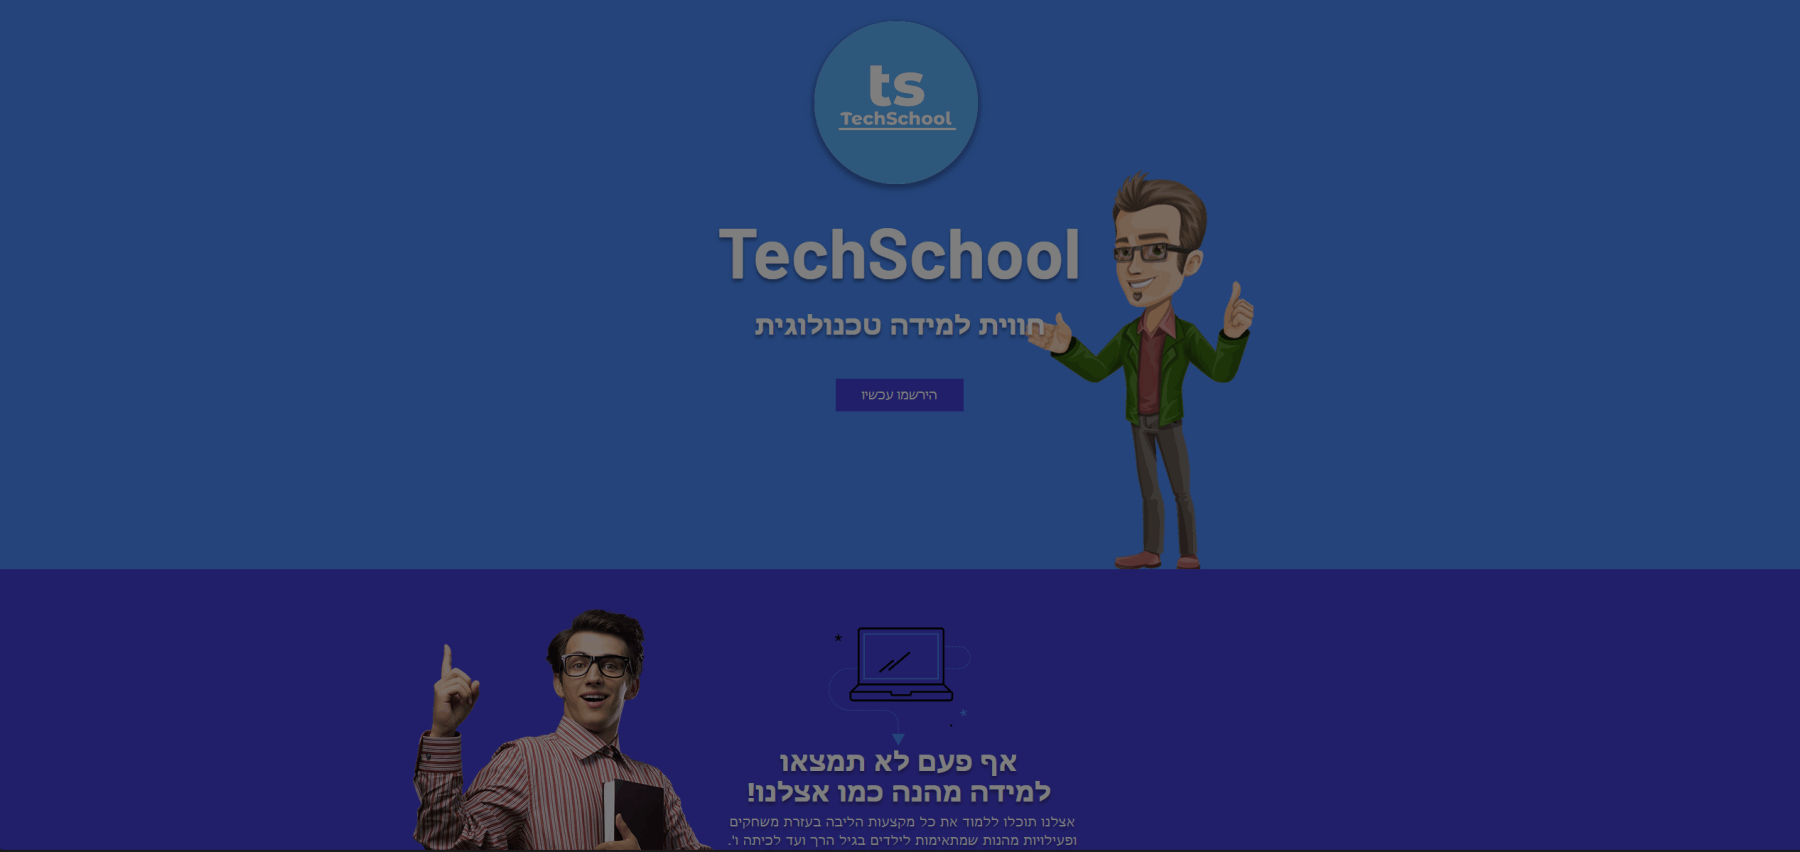 ts
TechSchool
TechSchool
חווית למידה טכנולוגית
הירשמו עכשיו
אף פעם לא תמצאו
למידה מהנה כמו אצלנו!
אצלנו תוכלו ללמוד את כל מקצעות הליבה בעזרת משחקים
ופעילויות מהנות שמתאימות לילדים בגיל הרך ועד לכיתה ו'.